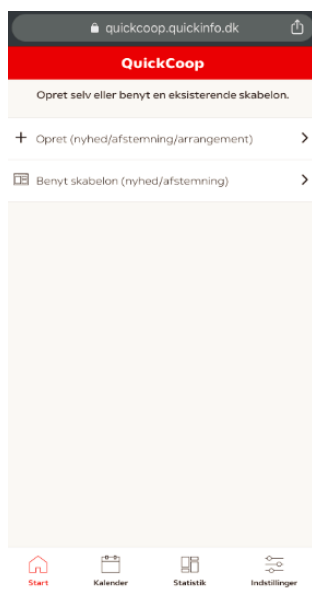 quickcoop.quickinfo.dk
QuickCoop
Opret selv eller benyt en eksisterende skabelon.
Opret (nyhed/afstemning/arrangement)
Benyt skabelon (nyhed/afstemning)
Start Kalender Statistik Indstillinger